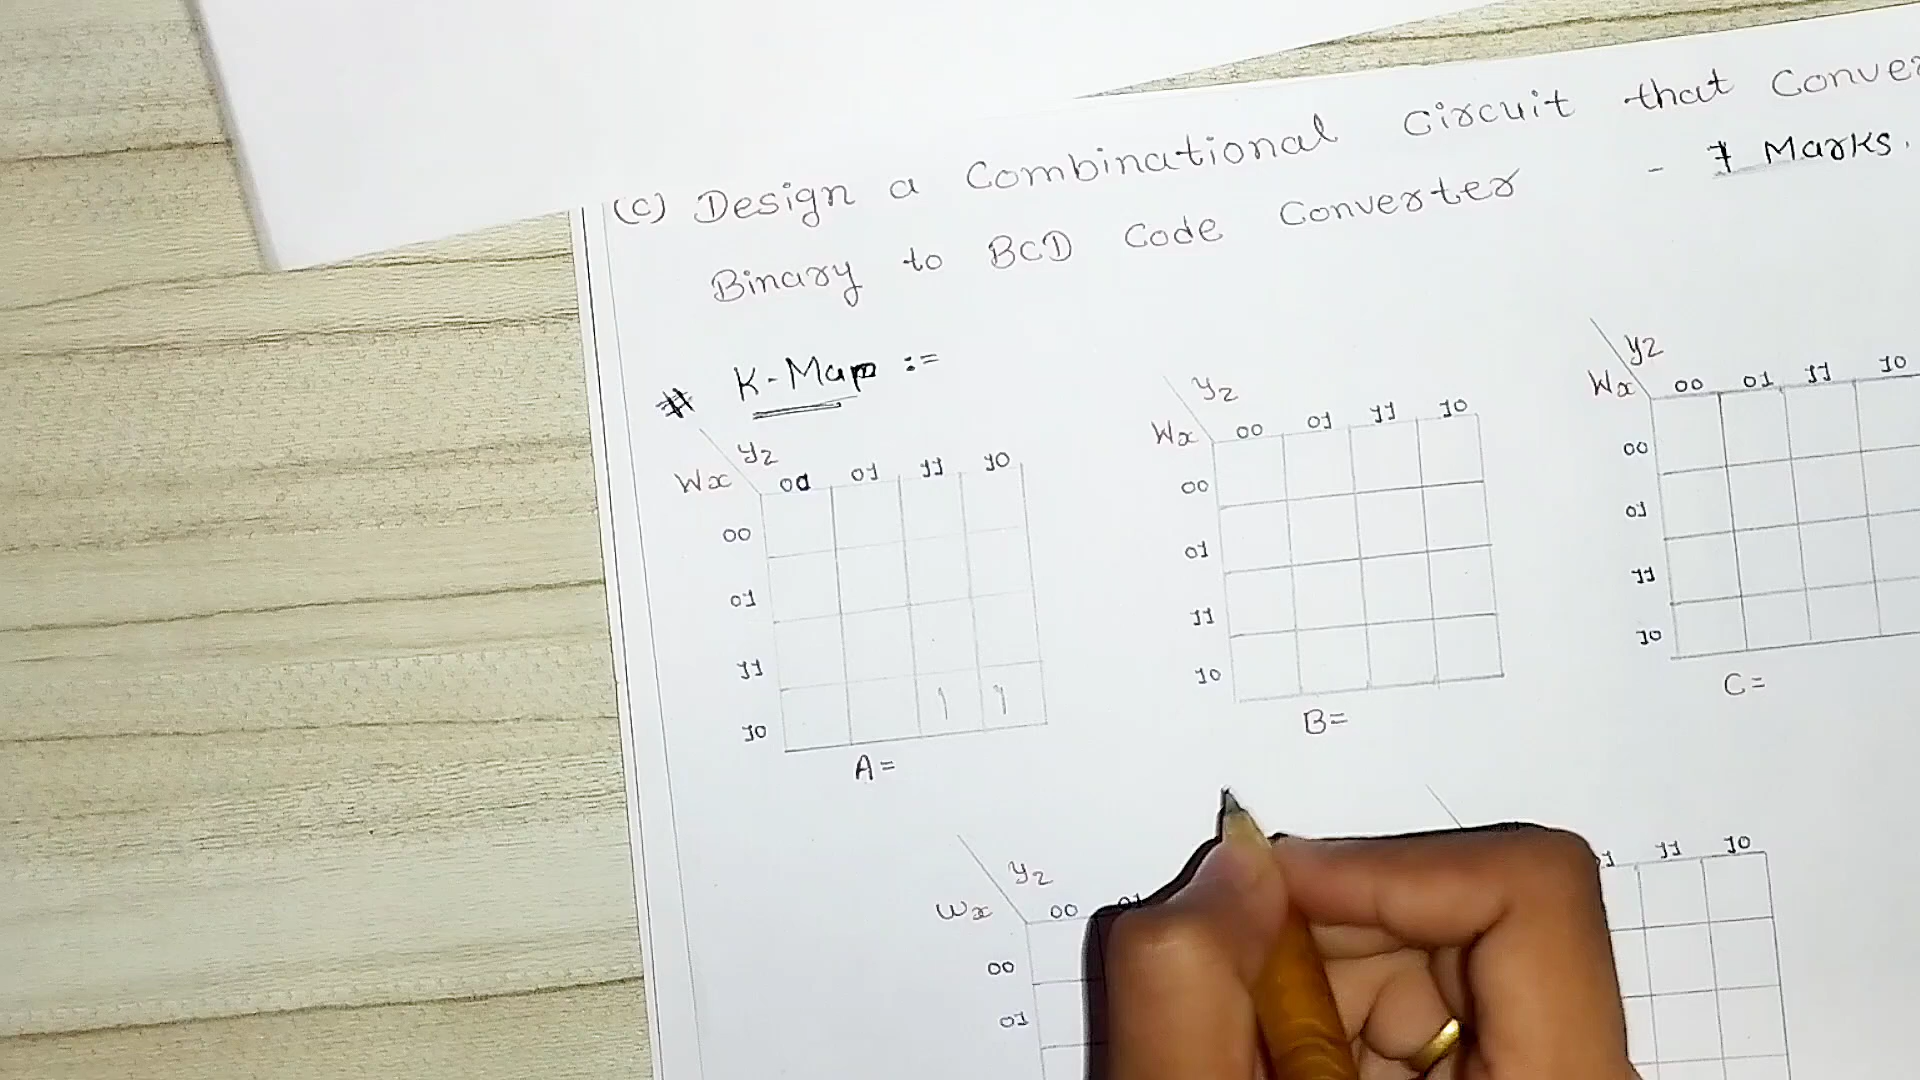 (C) Design a Combinational Circuit that
Binary to BCD Code Converter - 7 Marks.
# K-Map :=
yz
Wx 00 01 11 10
00
01
11
10
A=
yz
Wx 00 01 11 10
00
01
11
10
B=
yz
Wx 00 01 11 10
00
01
11
10
C=
1 1
yz
Wx 00 01
00
01
11 10